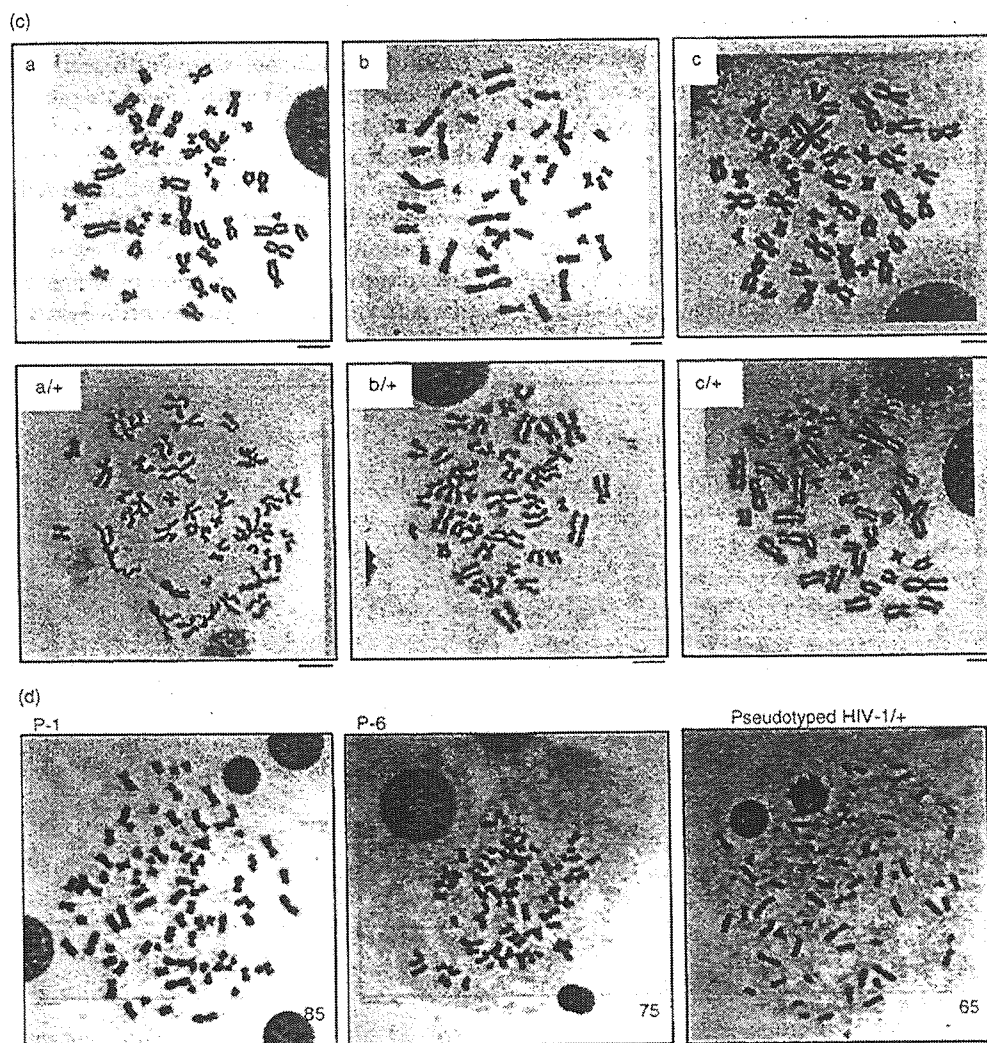 (c)
a
b
c
a/+
b/+
c/+
(d)
P-1
P-6
Pseudotyped HIV-1/+
85
75
65